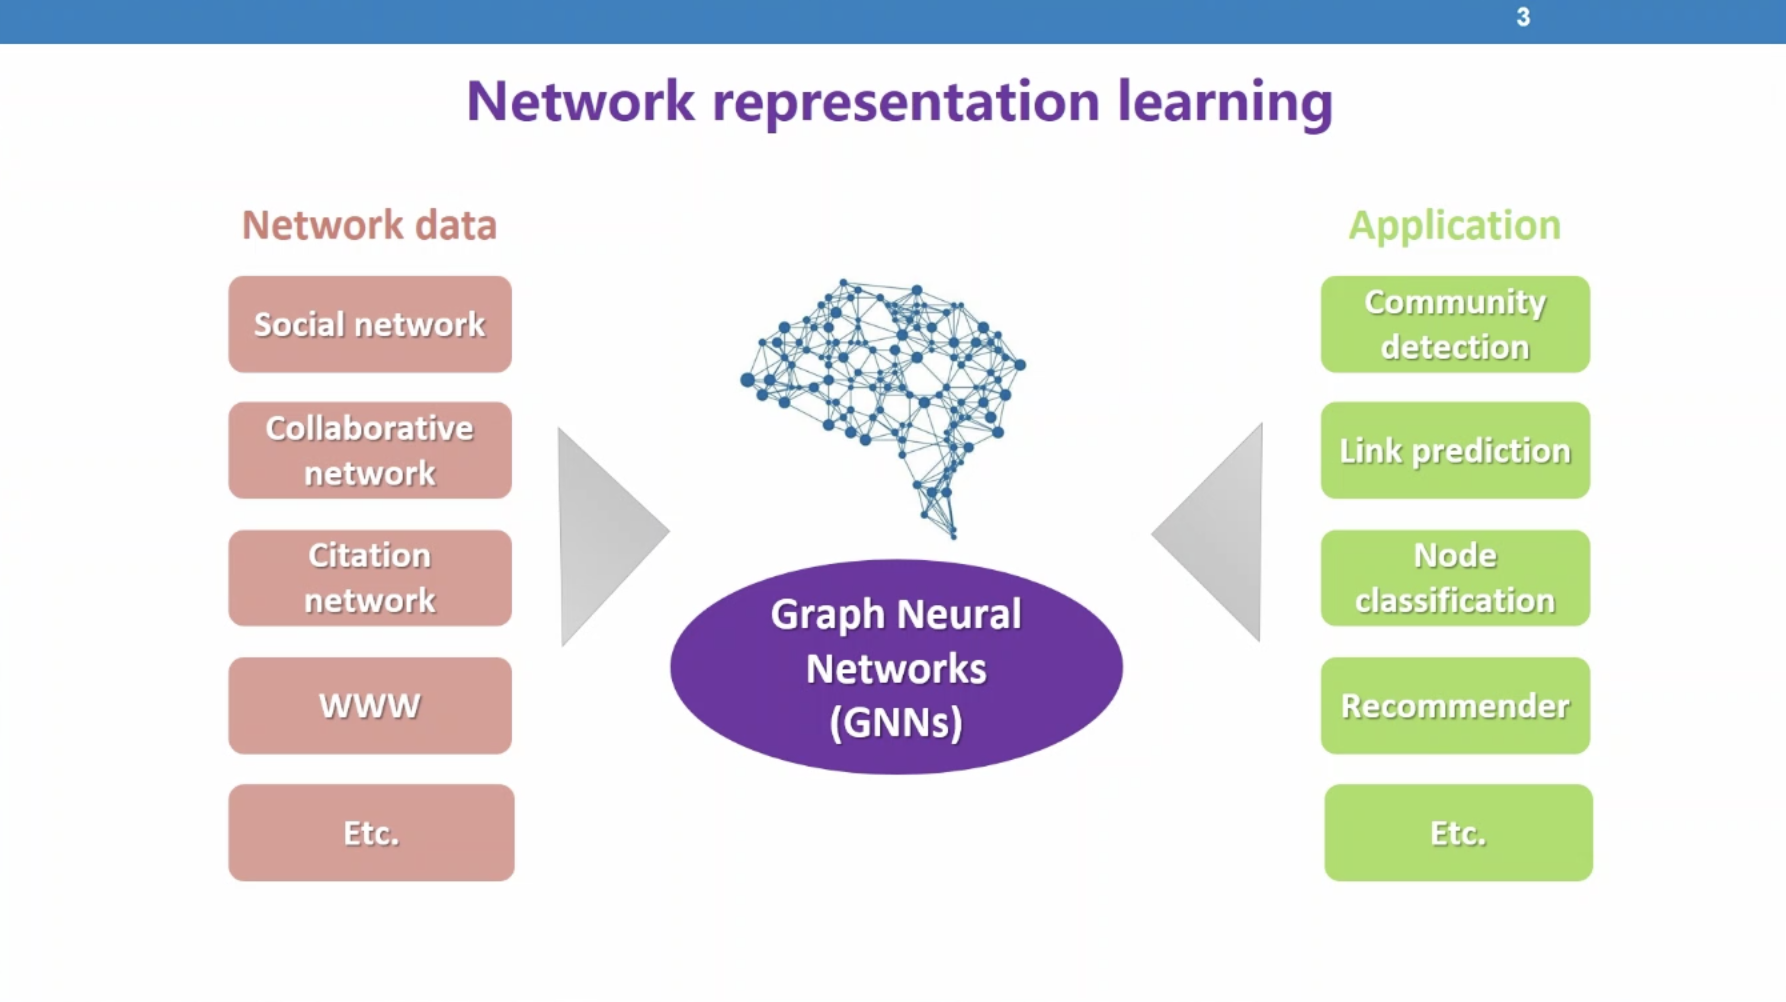 3
Network representation learning
Network data
Social network
Collaborative
network
Citation
network
WWW
Etc.
Graph Neural
Networks
(GNNs)
Application
Community
detection
Link prediction
Node
classification
Recommender
Etc.